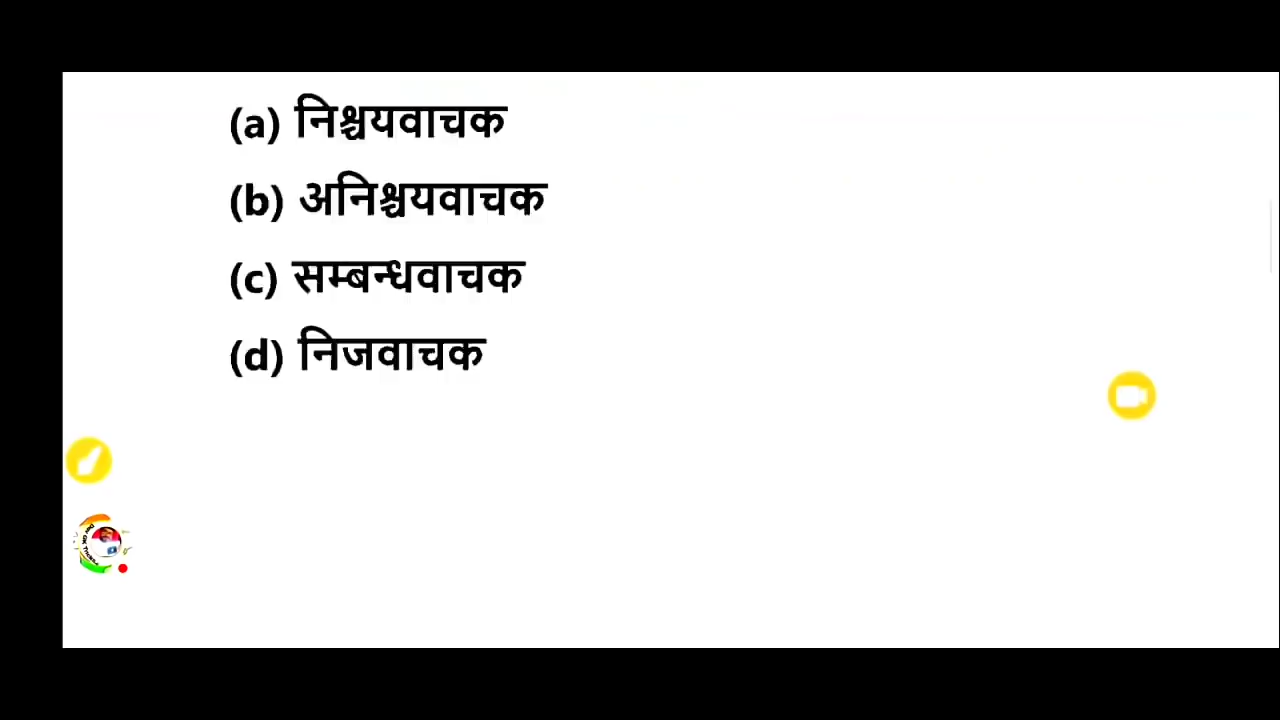 (a) निश्चयवाचक
(b) अनिश्चयवाचक
(c) सम्बन्धवाचक
(d) निजवाचक